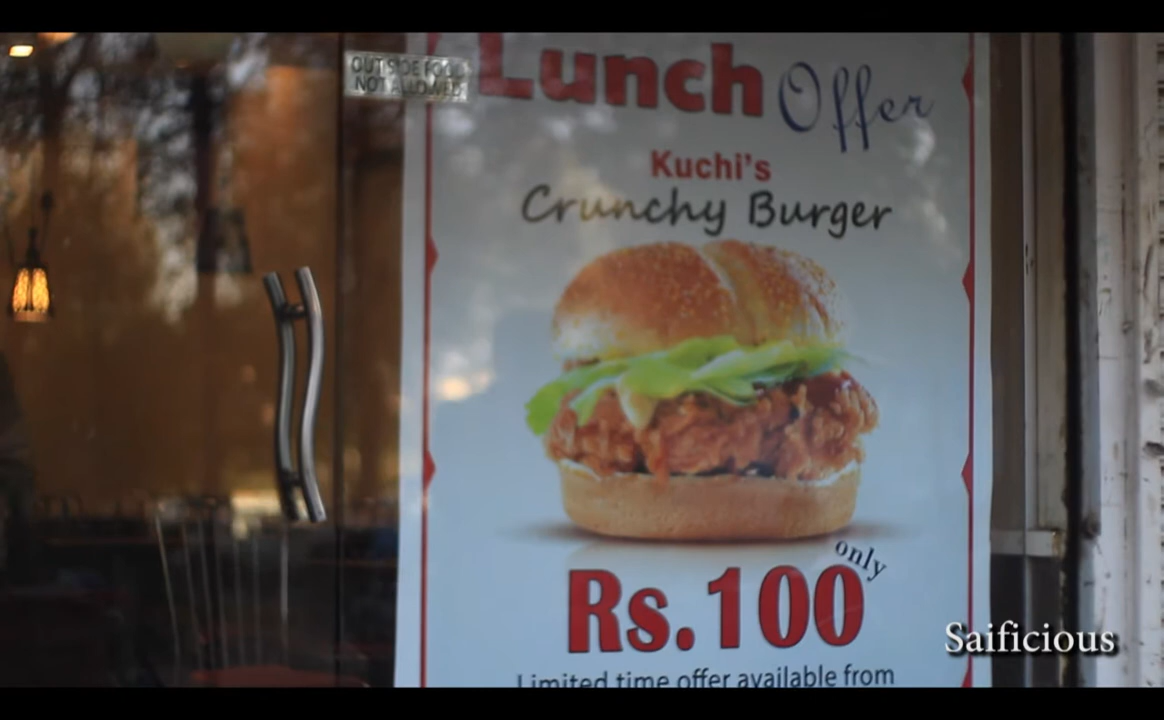 OUT SIDE FOOD
NOT ALLOWED
Lunch Offer
Kuchi's
Crunchy Burger
only
Rs.100
Limited time offer available from
Saificious